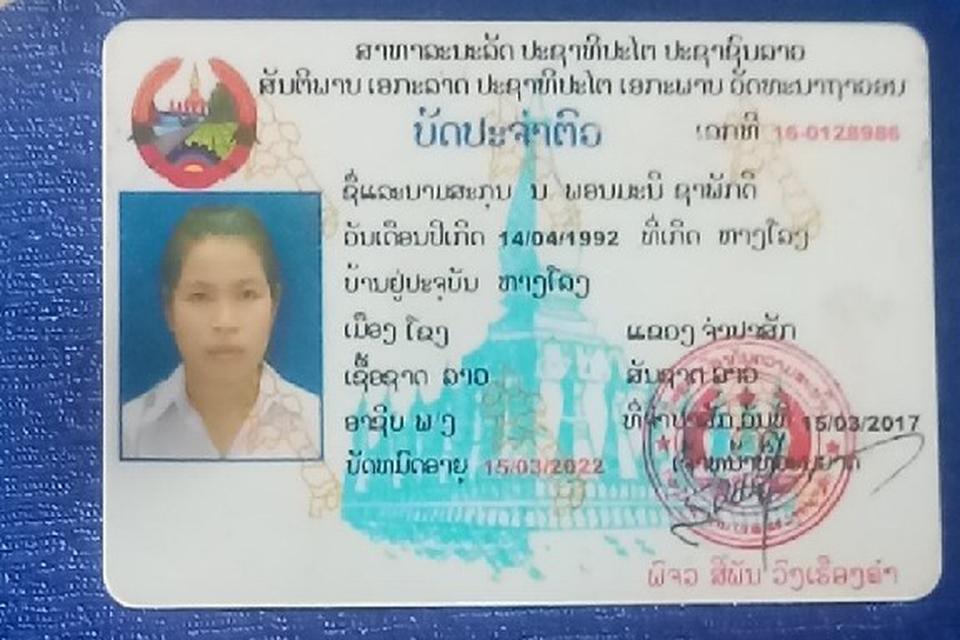 ສາທາລະນະລັດ ປະຊາທິປະໄຕ ປະຊາຊົນລາວ
ສັນຕິພາບ ເອກະລາດ ປະຊາທິປະໄຕ ເອກະພາບ ວັດທະນາຖາວອນ
ບັດປະຈຳຕົວ
ເລກທີ 16-0128986
ຊື່ແລະນາມສະກຸນ ນ ພອນມະນີ ຊາພັກດີ
ວັນເດືອນປີເກີດ 14/04/1992 ທີ່ເກີດ ຫາງໂລງ
ບ້ານຢູ່ປະຈຸບັນ ຫາງໂລງ
ເມືອງ ໂຂງ ແຂວງ ຈຳປາສັກ
ເຊື້ອຊາດ ລາວ ສັນຊາດ ລາວ
ອາຊີບ ພ/ງ ທີ່ຈຳປາສັກ ວັນທີ 15/03/2017
ບັດຫມົດອາຍຸ 15/03/2022
ພົຈວ ສີພັນ ວົງເຮືອງຄຳ